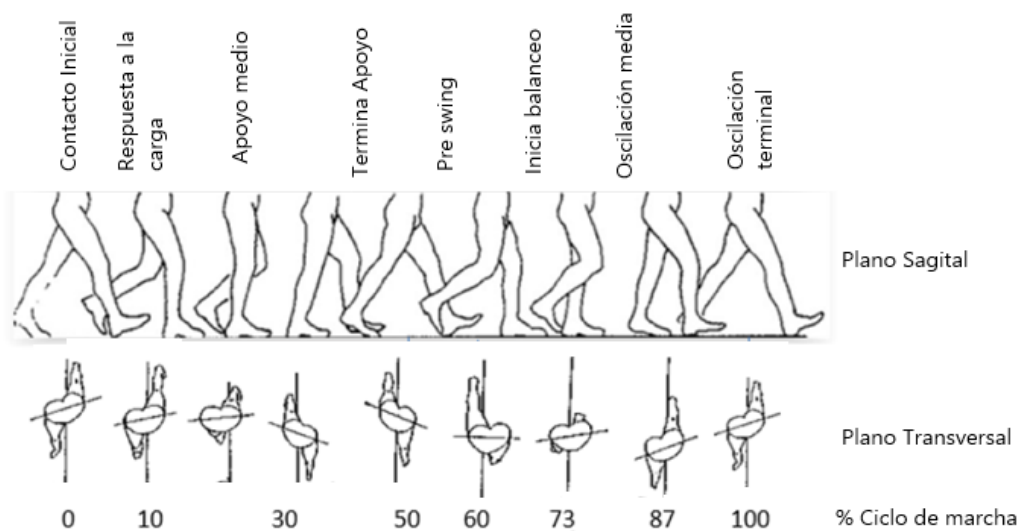 Contacto Inicial
Respuesta a la
carga
Apoyo medio
Termina Apoyo
Pre swing
Inicia balanceo
Oscilación media
Oscilación
terminal
Plano Sagital
Plano Transversal
0 10 30 50 60 73 87 100 % Ciclo de marcha